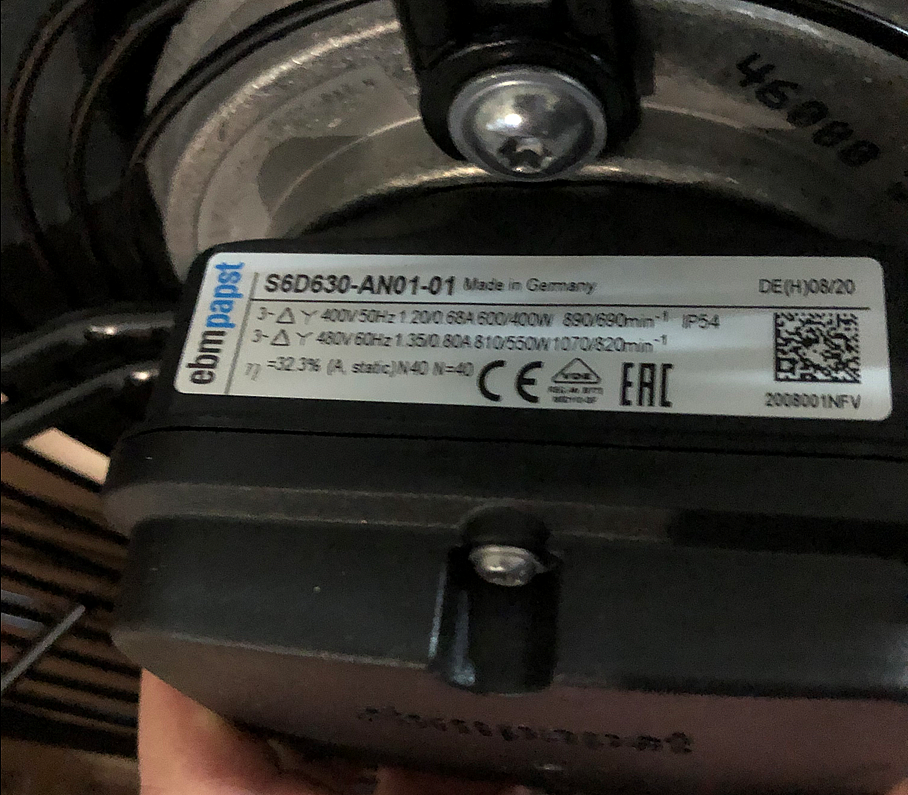 46088
ebmpapst
S6D630-AN01-01 Made in Germany DE(H)08/20
3~ △ Y 400V 50Hz 1.20/0.68A 600/400W 890/690min⁻¹ IP54
3~ △ Y 480V 60Hz 1.35/0.80A 810/550W 1070/820min⁻¹
η =32.3% (A, static) N40 N=40 CE VDE EAC
2008001NFV